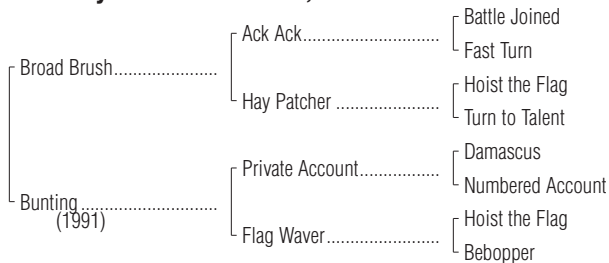 Battle Joined
Ack Ack
Fast Turn
Broad Brush
Hoist the Flag
Hay Patcher
Turn to Talent
Damascus
Private Account
Numbered Account
Bunting
(1991)
Hoist the Flag
Flag Waver
Bebopper